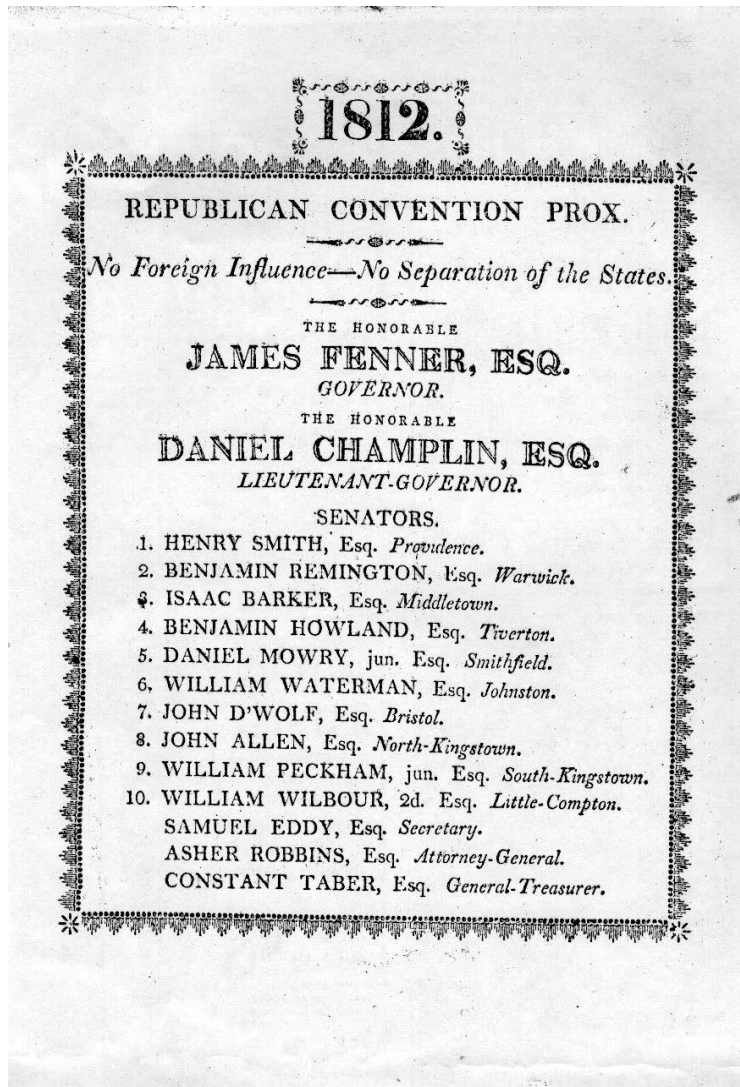 1812.
REPUBLICAN CONVENTION PROX.
No Foreign Influence—No Separation of the States.
THE HONORABLE
JAMES FENNER, ESQ.
GOVERNOR.
THE HONORABLE
DANIEL CHAMPLIN, ESQ.
LIEUTENANT-GOVERNOR.
SENATORS.
1. HENRY SMITH, Esq. Providence.
2. BENJAMIN REMINGTON, Esq. Warwick.
3. ISAAC BARKER, Esq. Middletown.
4. BENJAMIN HOWLAND, Esq. Tiverton.
5. DANIEL MOWRY, jun. Esq. Smithfield.
6. WILLIAM WATERMAN, Esq. Johnston.
7. JOHN D'WOLF, Esq. Bristol.
8. JOHN ALLEN, Esq. North-Kingstown.
9. WILLIAM PECKHAM, jun. Esq. South-Kingstown.
10. WILLIAM WILBOUR, 2d. Esq. Little-Compton.
SAMUEL EDDY, Esq. Secretary.
ASHER ROBBINS, Esq. Attorney-General.
CONSTANT TABER, Esq. General-Treasurer.